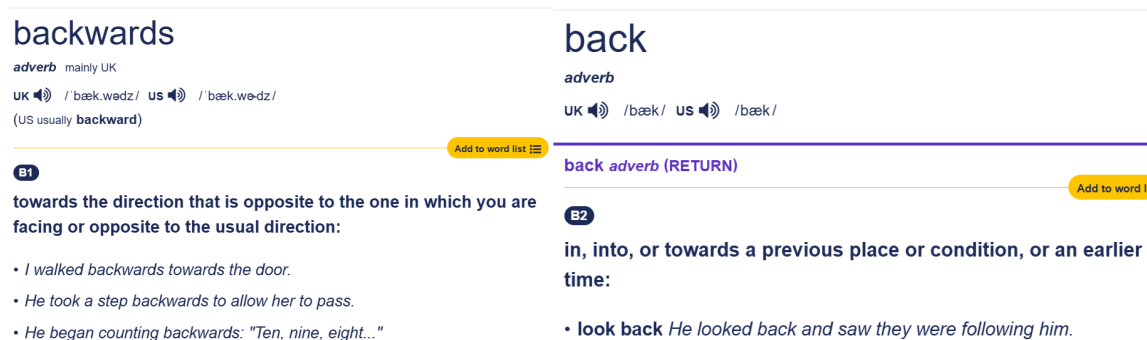 backwards
adverb mainly UK
UK /ˈbæk.wədz/ US /ˈbæk.wɚdz/
(US usually backward)
Add to word list
B1
towards the direction that is opposite to the one in which you are
facing or opposite to the usual direction:
• I walked backwards towards the door.
• He took a step backwards to allow her to pass.
• He began counting backwards: "Ten, nine, eight..."
back
adverb
UK /bæk/ US /bæk/
back adverb (RETURN)
Add to word l
B2
in, into, or towards a previous place or condition, or an earlier
time:
• look back He looked back and saw they were following him.